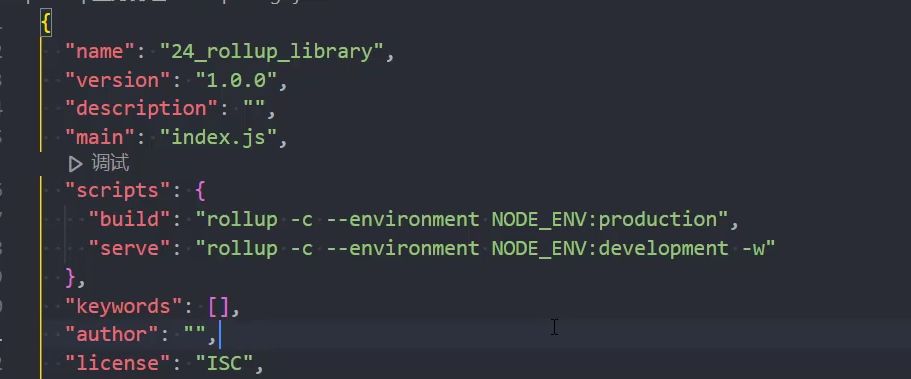 {
"name": "24_rollup_library",
"version": "1.0.0",
"description": "",
"main": "index.js",
调试
"scripts": {
"build": "rollup -c --environment NODE_ENV:production",
"serve": "rollup -c --environment NODE_ENV:development -w"
},
"keywords": [],
"author": "",
"license": "ISC",